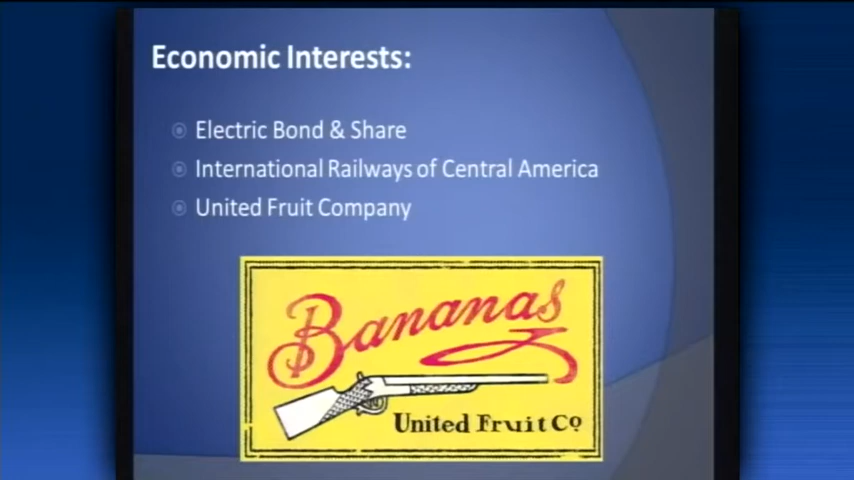 Economic Interests:
Electric Bond & Share
International Railways of Central America
United Fruit Company
Bananas
United Fruit Co